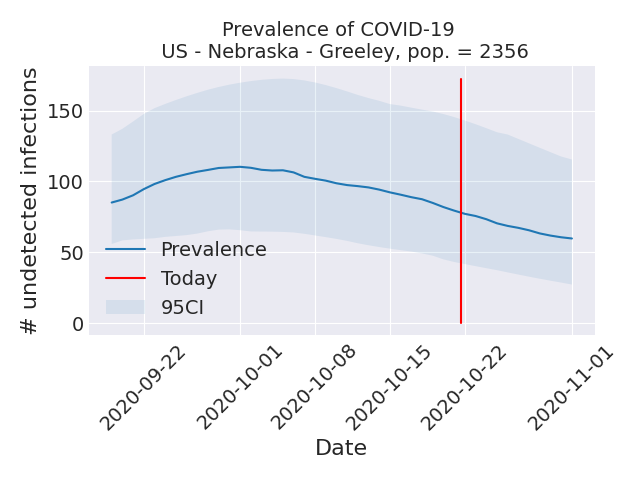 Prevalence of COVID-19
US - Nebraska - Greeley, pop. = 2356
# undetected infections
150
100
50
0
Prevalence
Today
95CI
2020-09-22
2020-10-01
2020-10-08
2020-10-15
2020-10-22
2020-11-01
Date